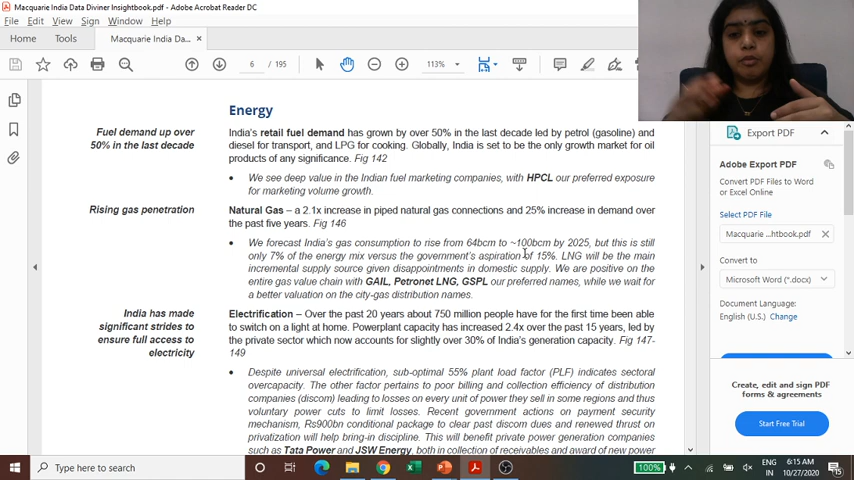 Macquarie India Data Diviner Insightbook.pdf - Adobe Acrobat Reader DC
File Edit View Sign Window Help
Home Tools Macquarie India Da... ×
6 / 195 113%
Energy
Fuel demand up over
50% in the last decade
India's retail fuel demand has grown by over 50% in the last decade led by petrol (gasoline) and
diesel for transport, and LPG for cooking. Globally, India is set to be the only growth market for oil
products of any significance. Fig 142
• We see deep value in the Indian fuel marketing companies, with HPCL our preferred exposure
for marketing volume growth.
Rising gas penetration
Natural Gas – a 2.1x increase in piped natural gas connections and 25% increase in demand over
the past five years. Fig 146
• We forecast India's gas consumption to rise from 64bcm to ~100bcm by 2025, but this is still
only 7% of the energy mix versus the government's aspiration of 15%. LNG will be the main
incremental supply source given disappointments in domestic supply. We are positive on the
entire gas value chain with GAIL, Petronet LNG, GSPL our preferred names, while we wait for
a better valuation on the city-gas distribution names.
India has made
significant strides to
ensure full access to
electricity
Electrification – Over the past 20 years about 750 million people have for the first time been able
to switch on a light at home. Powerplant capacity has increased 2.4x over the past 15 years, led by
the private sector which now accounts for slightly over 30% of India's generation capacity. Fig 147-
149
• Despite universal electrification, sub-optimal 55% plant load factor (PLF) indicates sectoral
overcapacity. The other factor pertains to poor billing and collection efficiency of distribution
companies (discom) leading to losses on every unit of power they sell in some regions and thus
voluntary power cuts to limit losses. Recent government actions on payment security
mechanism, Rs900bn conditional package to clear past discom dues and renewed thrust on
privatization will help bring-in discipline. This will benefit private power generation companies
such as Tata Power and JSW Energy, both in collection of receivables and award of new power
Export PDF
Adobe Export PDF
Convert PDF Files to Word
or Excel Online
Select PDF File
Macquarie ...htbook.pdf ×
Convert to
Microsoft Word (*.docx)
Document Language:
English (U.S.) Change
Create, edit and sign PDF
forms & agreements
Start Free Trial
Type here to search
100%
ENG
IN
6:15 AM
10/27/2020
15